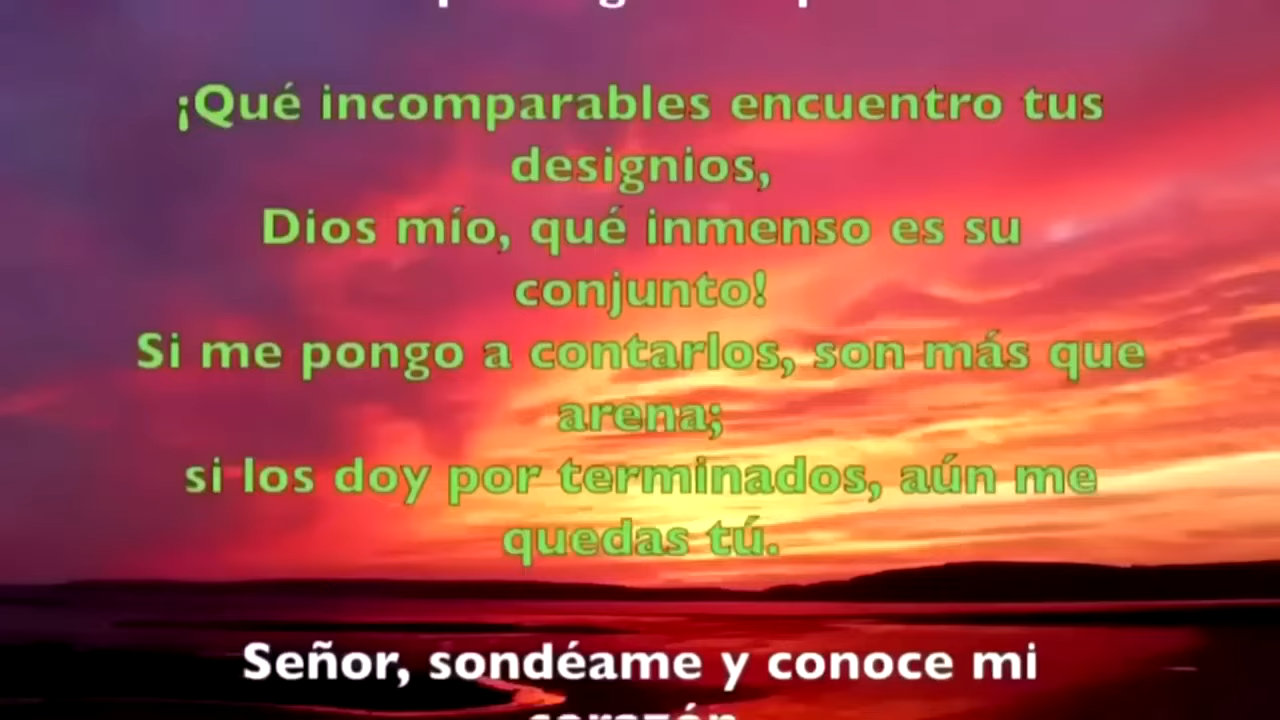 ¡Qué incomparables encuentro tus
designios,
Dios mío, qué inmenso es su
conjunto!
Si me pongo a contarlos, son más que
arena;
si los doy por terminados, aún me
quedas tú.
Señor, sondéame y conoce mi
corazón